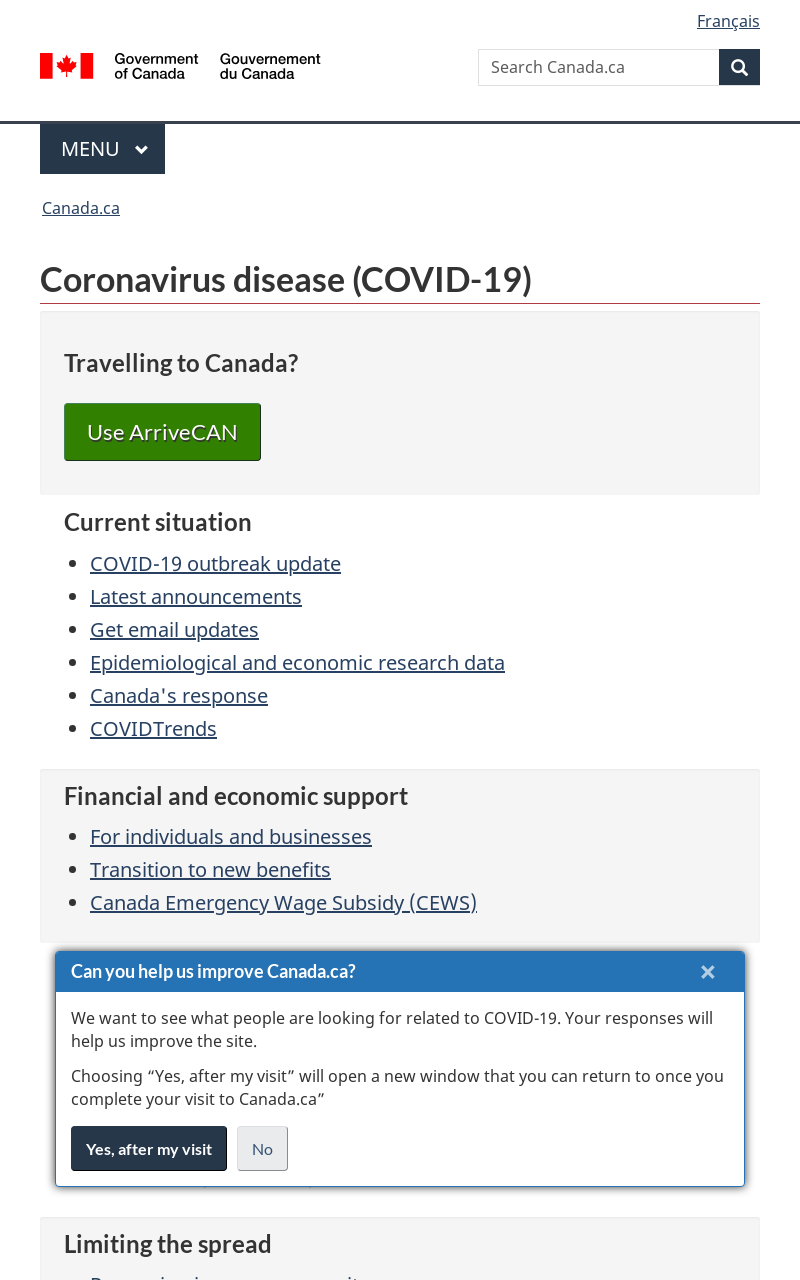 Français
Government of Canada
Gouvernement du Canada
Search Canada.ca
MENU
Canada.ca
Coronavirus disease (COVID-19)
Travelling to Canada?
Use ArriveCAN
Current situation
COVID-19 outbreak update
Latest announcements
Get email updates
Epidemiological and economic research data
Canada's response
COVIDTrends
Financial and economic support
For individuals and businesses
Transition to new benefits
Canada Emergency Wage Subsidy (CEWS)
Can you help us improve Canada.ca?
×
We want to see what people are looking for related to COVID-19. Your responses will
help us improve the site.
Choosing “Yes, after my visit” will open a new window that you can return to once you
complete your visit to Canada.ca”
Yes, after my visit
No
Limiting the spread